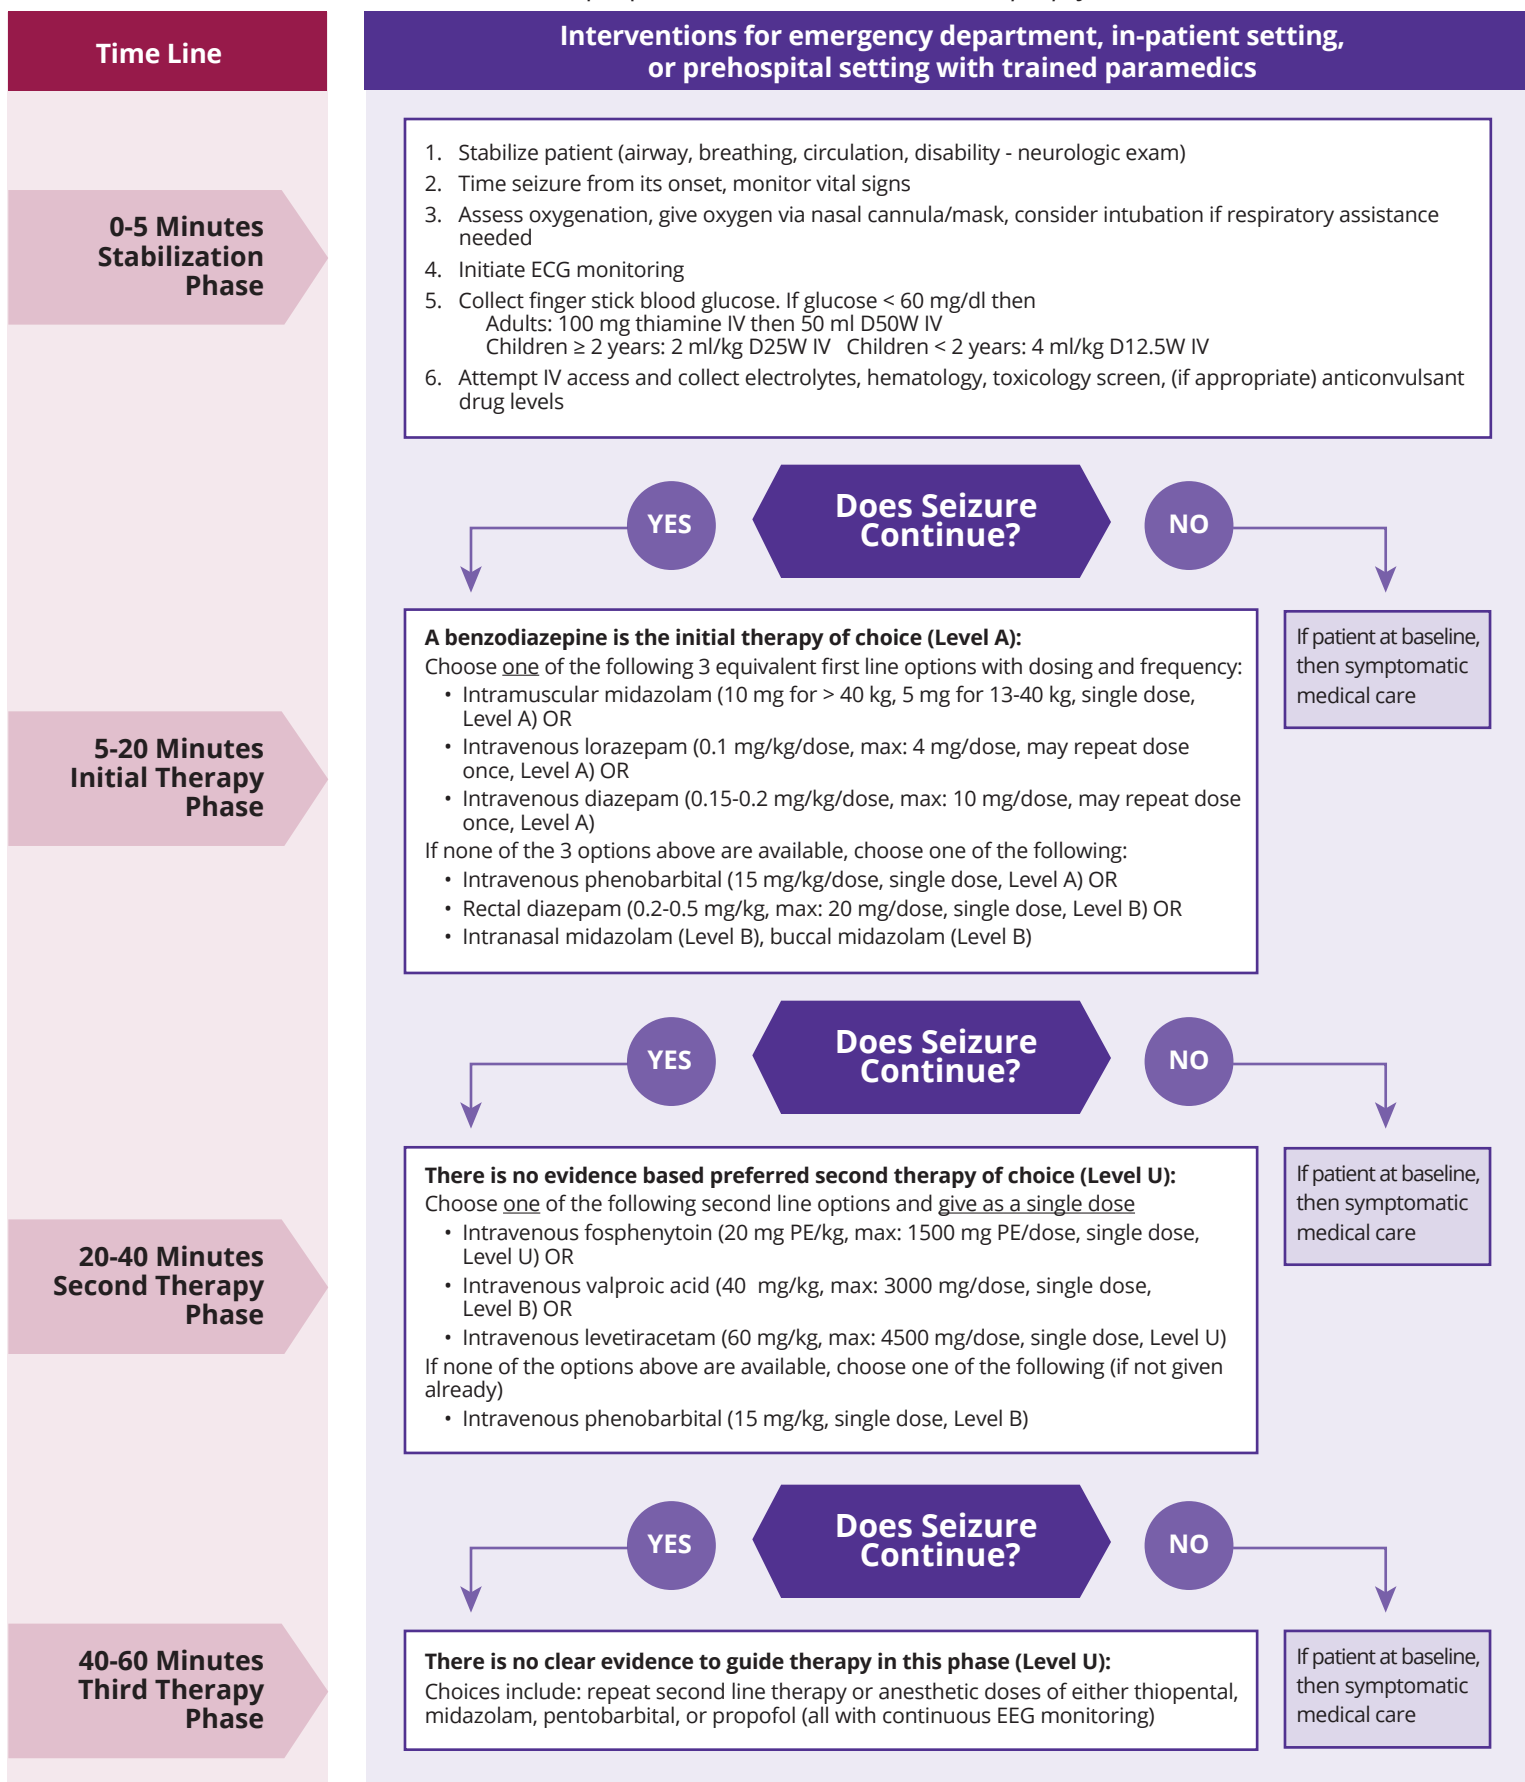 Time Line
Interventions for emergency department, in-patient setting,
or prehospital setting with trained paramedics
0-5 Minutes
Stabilization
Phase
1. Stabilize patient (airway, breathing, circulation, disability - neurologic exam)
2. Time seizure from its onset, monitor vital signs
3. Assess oxygenation, give oxygen via nasal cannula/mask, consider intubation if respiratory assistance
needed
4. Initiate ECG monitoring
5. Collect finger stick blood glucose. If glucose < 60 mg/dl then
Adults: 100 mg thiamine IV then 50 ml D50W IV
Children ≥ 2 years: 2 ml/kg D25W IV   Children < 2 years: 4 ml/kg D12.5W IV
6. Attempt IV access and collect electrolytes, hematology, toxicology screen, (if appropriate) anticonvulsant
drug levels
YES
Does Seizure
Continue?
NO
5-20 Minutes
Initial Therapy
Phase
A benzodiazepine is the initial therapy of choice (Level A):
Choose one of the following 3 equivalent first line options with dosing and frequency:
• Intramuscular midazolam (10 mg for > 40 kg, 5 mg for 13-40 kg, single dose,
Level A) OR
• Intravenous lorazepam (0.1 mg/kg/dose, max: 4 mg/dose, may repeat dose
once, Level A) OR
• Intravenous diazepam (0.15-0.2 mg/kg/dose, max: 10 mg/dose, may repeat dose
once, Level A)
If none of the 3 options above are available, choose one of the following:
• Intravenous phenobarbital (15 mg/kg/dose, single dose, Level A) OR
• Rectal diazepam (0.2-0.5 mg/kg, max: 20 mg/dose, single dose, Level B) OR
• Intranasal midazolam (Level B), buccal midazolam (Level B)
If patient at baseline,
then symptomatic
medical care
YES
Does Seizure
Continue?
NO
20-40 Minutes
Second Therapy
Phase
There is no evidence based preferred second therapy of choice (Level U):
Choose one of the following second line options and give as a single dose
• Intravenous fosphenytoin (20 mg PE/kg, max: 1500 mg PE/dose, single dose,
Level U) OR
• Intravenous valproic acid (40  mg/kg, max: 3000 mg/dose, single dose,
Level B) OR
• Intravenous levetiracetam (60 mg/kg, max: 4500 mg/dose, single dose, Level U)
If none of the options above are available, choose one of the following (if not given
already)
• Intravenous phenobarbital (15 mg/kg, single dose, Level B)
If patient at baseline,
then symptomatic
medical care
YES
Does Seizure
Continue?
NO
40-60 Minutes
Third Therapy
Phase
There is no clear evidence to guide therapy in this phase (Level U):
Choices include: repeat second line therapy or anesthetic doses of either thiopental,
midazolam, pentobarbital, or propofol (all with continuous EEG monitoring)
If patient at baseline,
then symptomatic
medical care